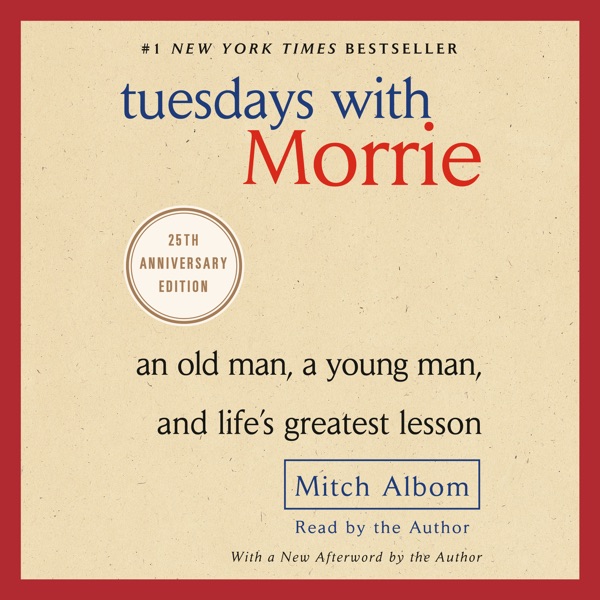 #1 NEW YORK TIMES BESTSELLER
tuesdays with
Morrie
25TH
ANNIVERSARY
EDITION
an old man, a young man,
and life's greatest lesson
Mitch Albom
Read by the Author
With a New Afterword by the Author